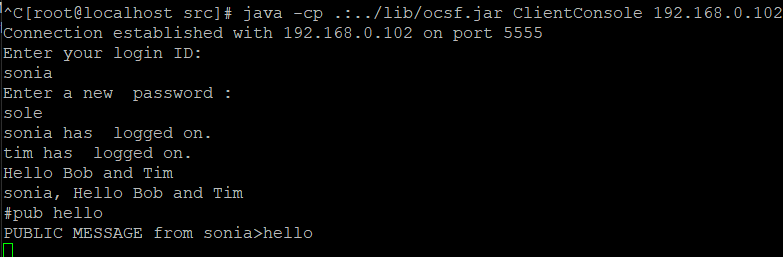 ^C[root@localhost src]# java -cp .:../lib/ocsf.jar ClientConsole 192.168.0.102
Connection established with 192.168.0.102 on port 5555
Enter your login ID:
sonia
Enter a new  password :
sole
sonia has  logged on.
tim has  logged on.
Hello Bob and Tim
sonia, Hello Bob and Tim
#pub hello
PUBLIC MESSAGE from sonia>hello